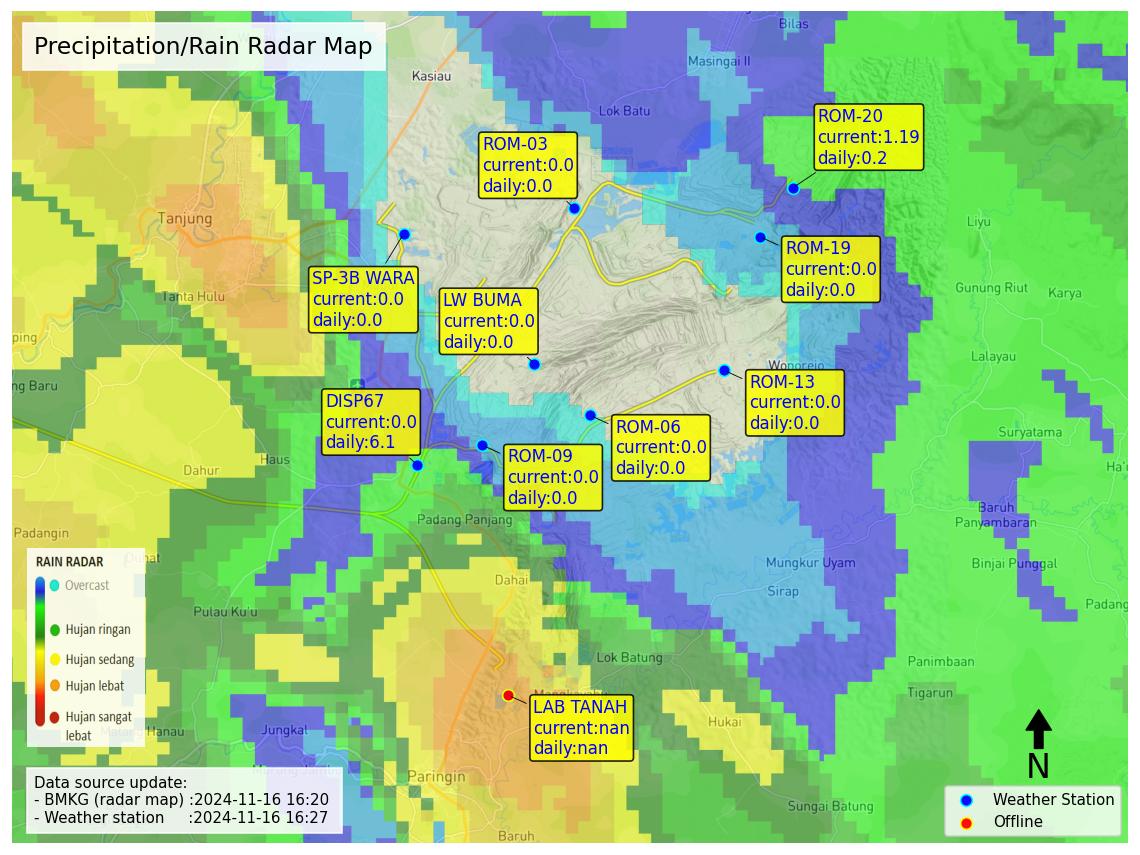 Precipitation/Rain Radar Map
Bilas
Masingai II
Kasiau
Lok Batu
ROM-20
current:1.19
daily:0.2
ROM-03
current:0.0
daily:0.0
Tanjung
Liyu
ROM-19
current:0.0
daily:0.0
SP-3B WARA
current:0.0
daily:0.0
Tanta Hulu
LW BUMA
current:0.0
daily:0.0
Gunung Riut
Karya
ping
Lalayau
Wonorejo
ng Baru
ROM-13
current:0.0
daily:0.0
DISP67
current:0.0
daily:6.1
ROM-06
current:0.0
daily:0.0
Suryatama
Haus
Dahur
ROM-09
current:0.0
daily:0.0
Ha'u
Baruh
Panyambaran
Padang Panjang
Padangin
RAIN RADAR
Overcast
Hujan ringan
Hujan sedang
Hujan lebat
Hujan sangat
lebat
Mungkur Uyam
Binjai Punggal
Dahai
Sirap
Padang
Pulau Ku'u
Lok Batung
Panimbaan
Tigarun
LAB TANAH
current:nan
daily:nan
Hukai
Jungkal
Hanau
N
Paringin
Data source update:
- BMKG (radar map) :2024-11-16 16:20
- Weather station :2024-11-16 16:27
Sungai Batung
Weather Station
Offline
Baruh